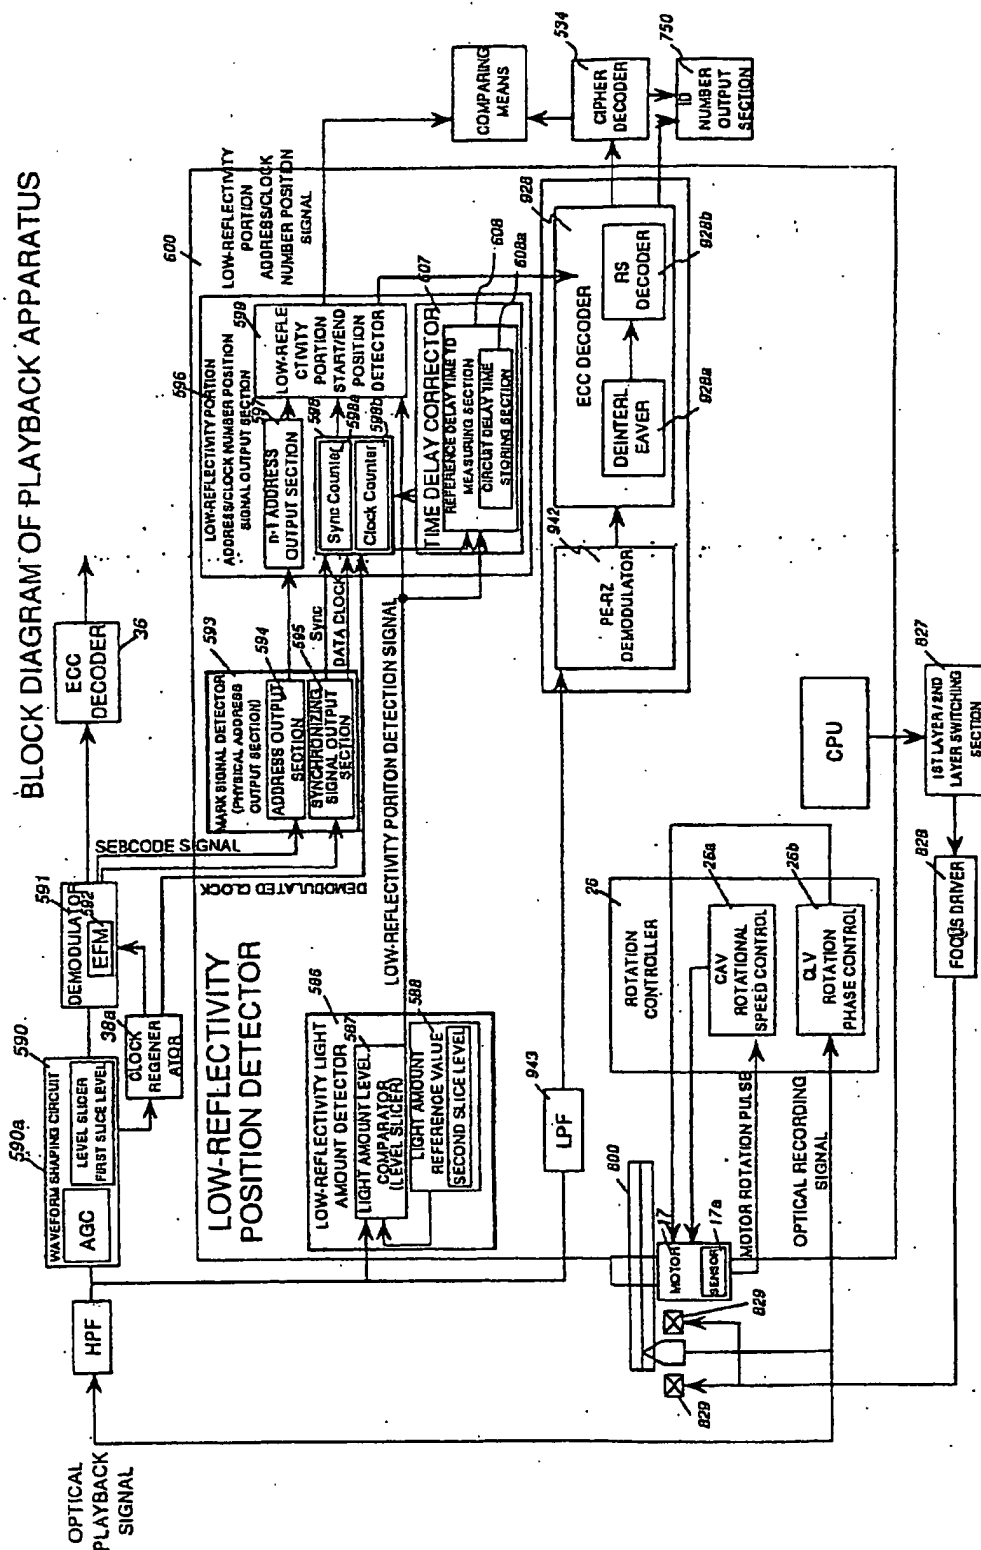 BLOCK DIAGRAM OF PLAYBACK APPARATUS
OPTICAL
PLAYBACK
SIGNAL
HPF
590a
590
WAVEFORM SHAPING CIRCUIT
AGC
LEVEL SLICER
FIRST SLICE LEVEL
38a
CLOCK
REGENER
ATOR
591
DEMODULATOR
592
EFM
ECC
DECODER
36
SEBCODE SIGNAL
DEMODULATED CLOCK
LOW-REFLECTIVITY
POSITION DETECTOR
600
LOW-REFLECTIVITY LIGHT
AMOUNT DETECTOR
586
587
LIGHT AMOUNT LEVEL
COMPARATOR
(LEVEL SLICER)
588
LIGHT AMOUNT
REFERENCE VALUE
SECOND SLICE LEVEL
LOW-REFLECTIVITY PORITON DETECTION SIGNAL
593
MARK SIGNAL DETECTOR
(PHYSICAL ADDRESS
OUTPUT SECTION)
594
ADDRESS OUTPUT
SECTION
595
SYNCHRONIZING
SIGNAL OUTPUT
SECTION
Sync
DATA CLOCK
596
LOW-REFLECTIVITY PORTION
ADDRESS/CLOCK NUMBER POSITION
SIGNAL OUTPUT SECTION
597
n-1 ADDRESS
OUTPUT SECTION
598
598a
Sync Counter
598b
Clock Counter
599
LOW-REFLE
CTIVITY
PORTION
START/END
POSITION
DETECTOR
LOW-REFLECTIVITY
PORTION
ADDRESS/CLOCK
NUMBER POSITION
SIGNAL
607
TIME DELAY CORRECTOR
608
REFERENCE DELAY TIME TD
MEASURING SECTION
608a
CIRCUIT DELAY TIME
STORING SECTION
COMPARING
MEANS
534
CIPHER
DECODER
750
ID
NUMBER
OUTPUT
SECTION
943
LPF
942
PE-RZ
DEMODULATOR
928
ECC DECODER
928a
DEINTERL
EAVER
928b
RS
DECODER
800
17
MOTOR
17a
SENSOR
829
829
MOTOR ROTATION PULSE
OPTICAL RECORDING
SIGNAL
26
ROTATION
CONTROLLER
26a
CAV
ROTATIONAL
SPEED CONTROL
26b
CLV
ROTATION
PHASE CONTROL
CPU
827
1ST LAYER/2ND
LAYER SWITCHING
SECTION
828
FOCUS DRIVER